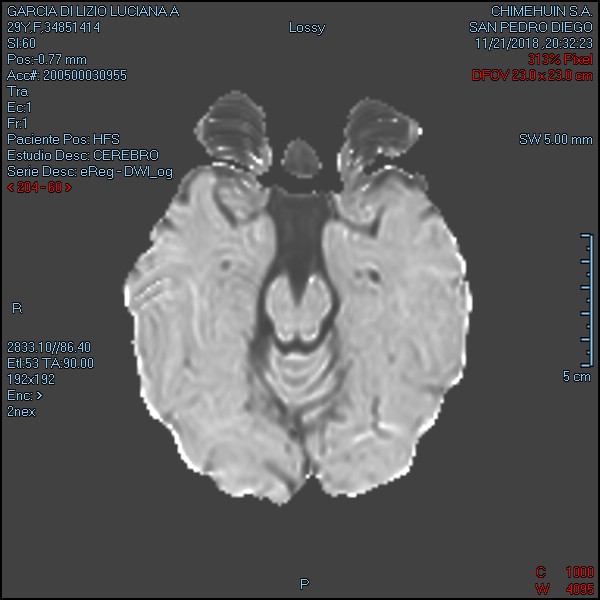 GARCIA DI LIZIO LUCIANA A
29Y,F,34851414
SI:60
Pos:-0.77 mm
Acc#: 200500030955
Tra
Ec:1
Fr:1
Paciente Pos: HFS
Estudio Desc: CEREBRO
Serie Desc: eReg - DWI_og
< 204 - 60 >
Lossy
CHIMEHUIN S.A.
SAN PEDRO DIEGO
11/21/2018 ,20:32:23
313% Pixel
DFOV 23.0 x 23.0 cm
SW 5.00 mm
R
5 cm
2833.10//86.40
Etl:53 TA:90.00
192x192
Enc: >
2nex
P
C 1000
W 4095